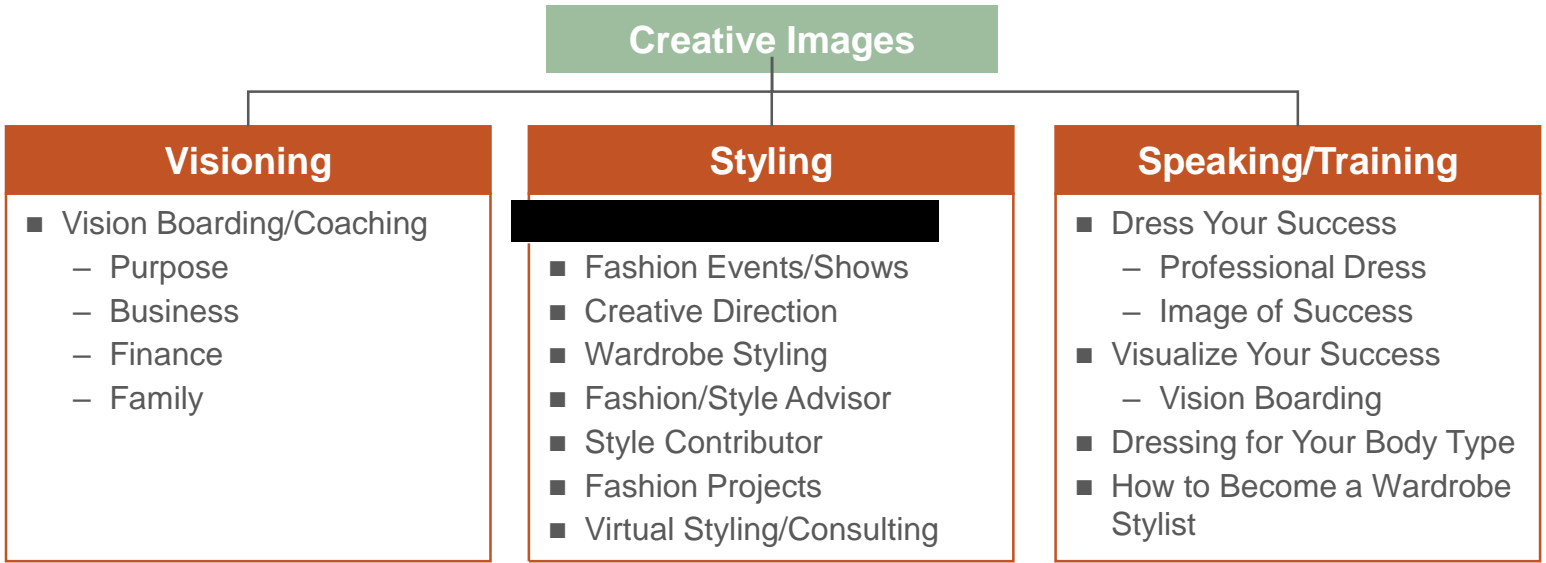 Creative Images
Visioning
■ Vision Boarding/Coaching
– Purpose
– Business
– Finance
– Family
Styling
■ Fashion Events/Shows
■ Creative Direction
■ Wardrobe Styling
■ Fashion/Style Advisor
■ Style Contributor
■ Fashion Projects
■ Virtual Styling/Consulting
Speaking/Training
■ Dress Your Success
– Professional Dress
– Image of Success
■ Visualize Your Success
– Vision Boarding
■ Dressing for Your Body Type
■ How to Become a Wardrobe
Stylist